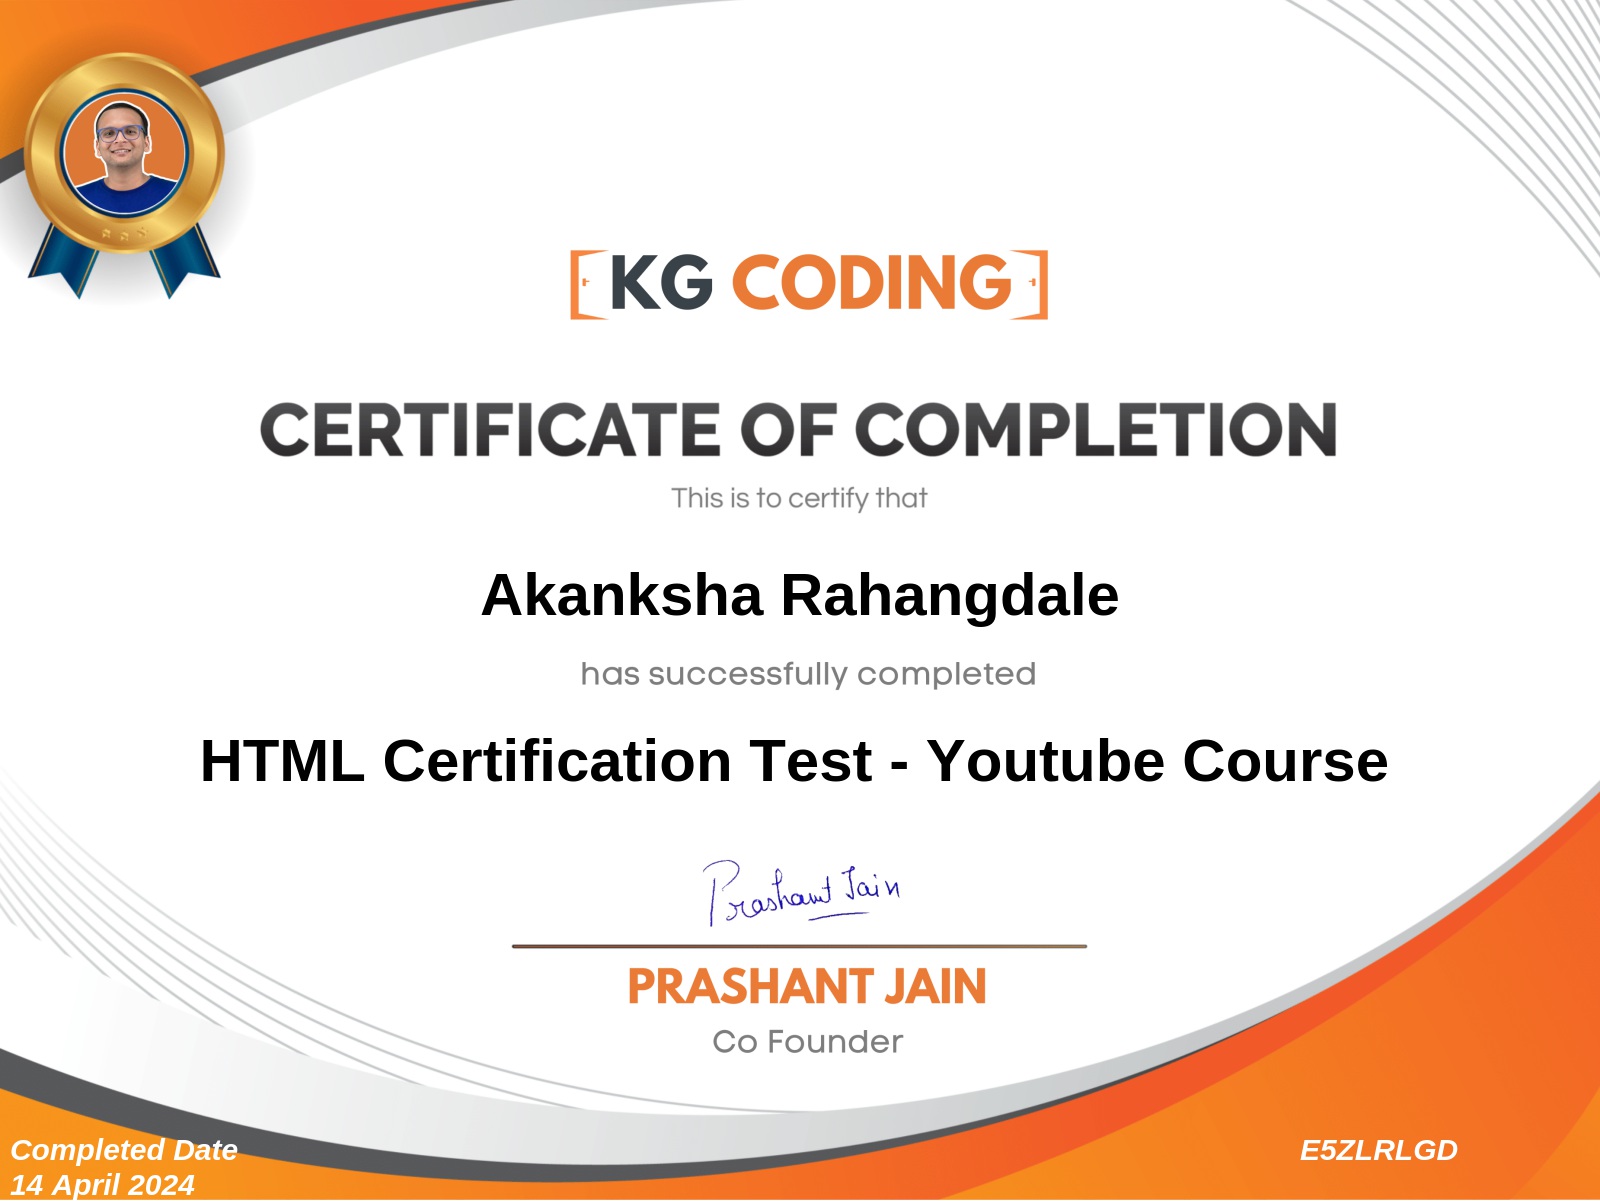 KG CODING
CERTIFICATE OF COMPLETION
This is to certify that
Akanksha Rahangdale
has successfully completed
HTML Certification Test - Youtube Course
Prashant Jain
PRASHANT JAIN
Co Founder
Completed Date
14 April 2024
E5ZLRLGD